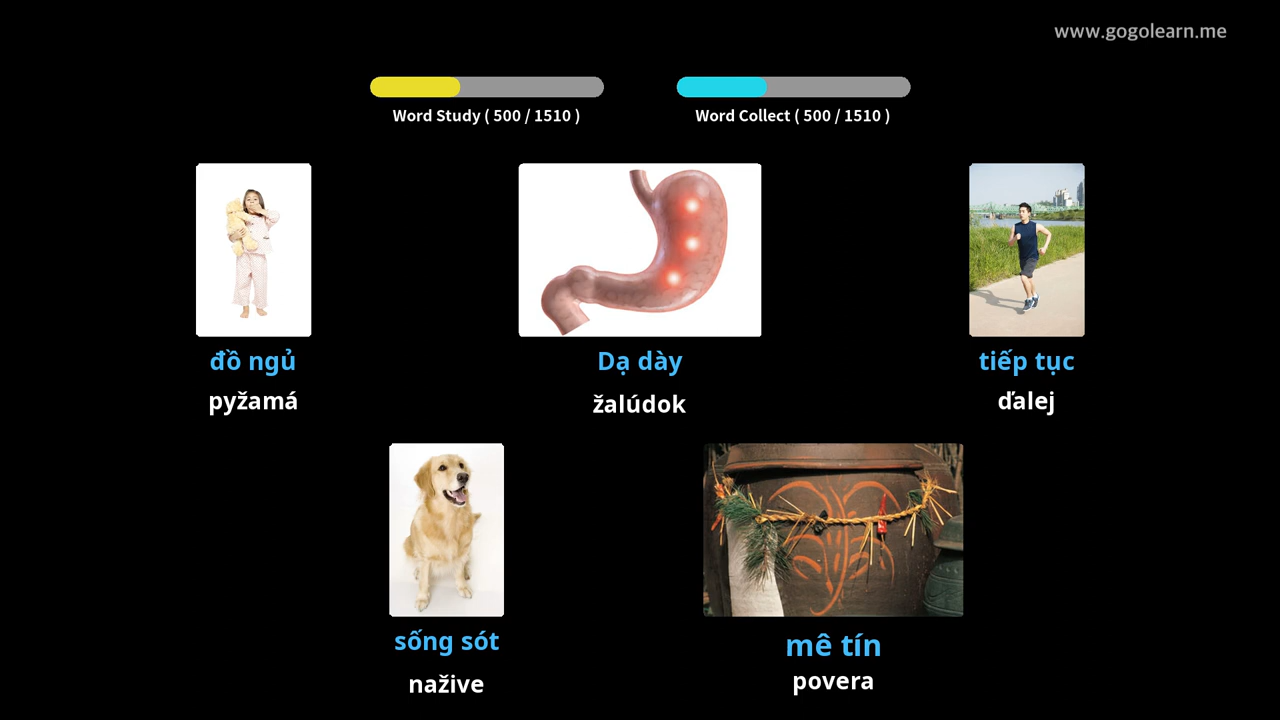 www.gogolearn.me
Word Study ( 500 / 1510 )
Word Collect ( 500 / 1510 )
đồ ngủ
pyžamá
Dạ dày
žalúdok
tiếp tục
ďalej
sống sót
nažive
mê tín
povera